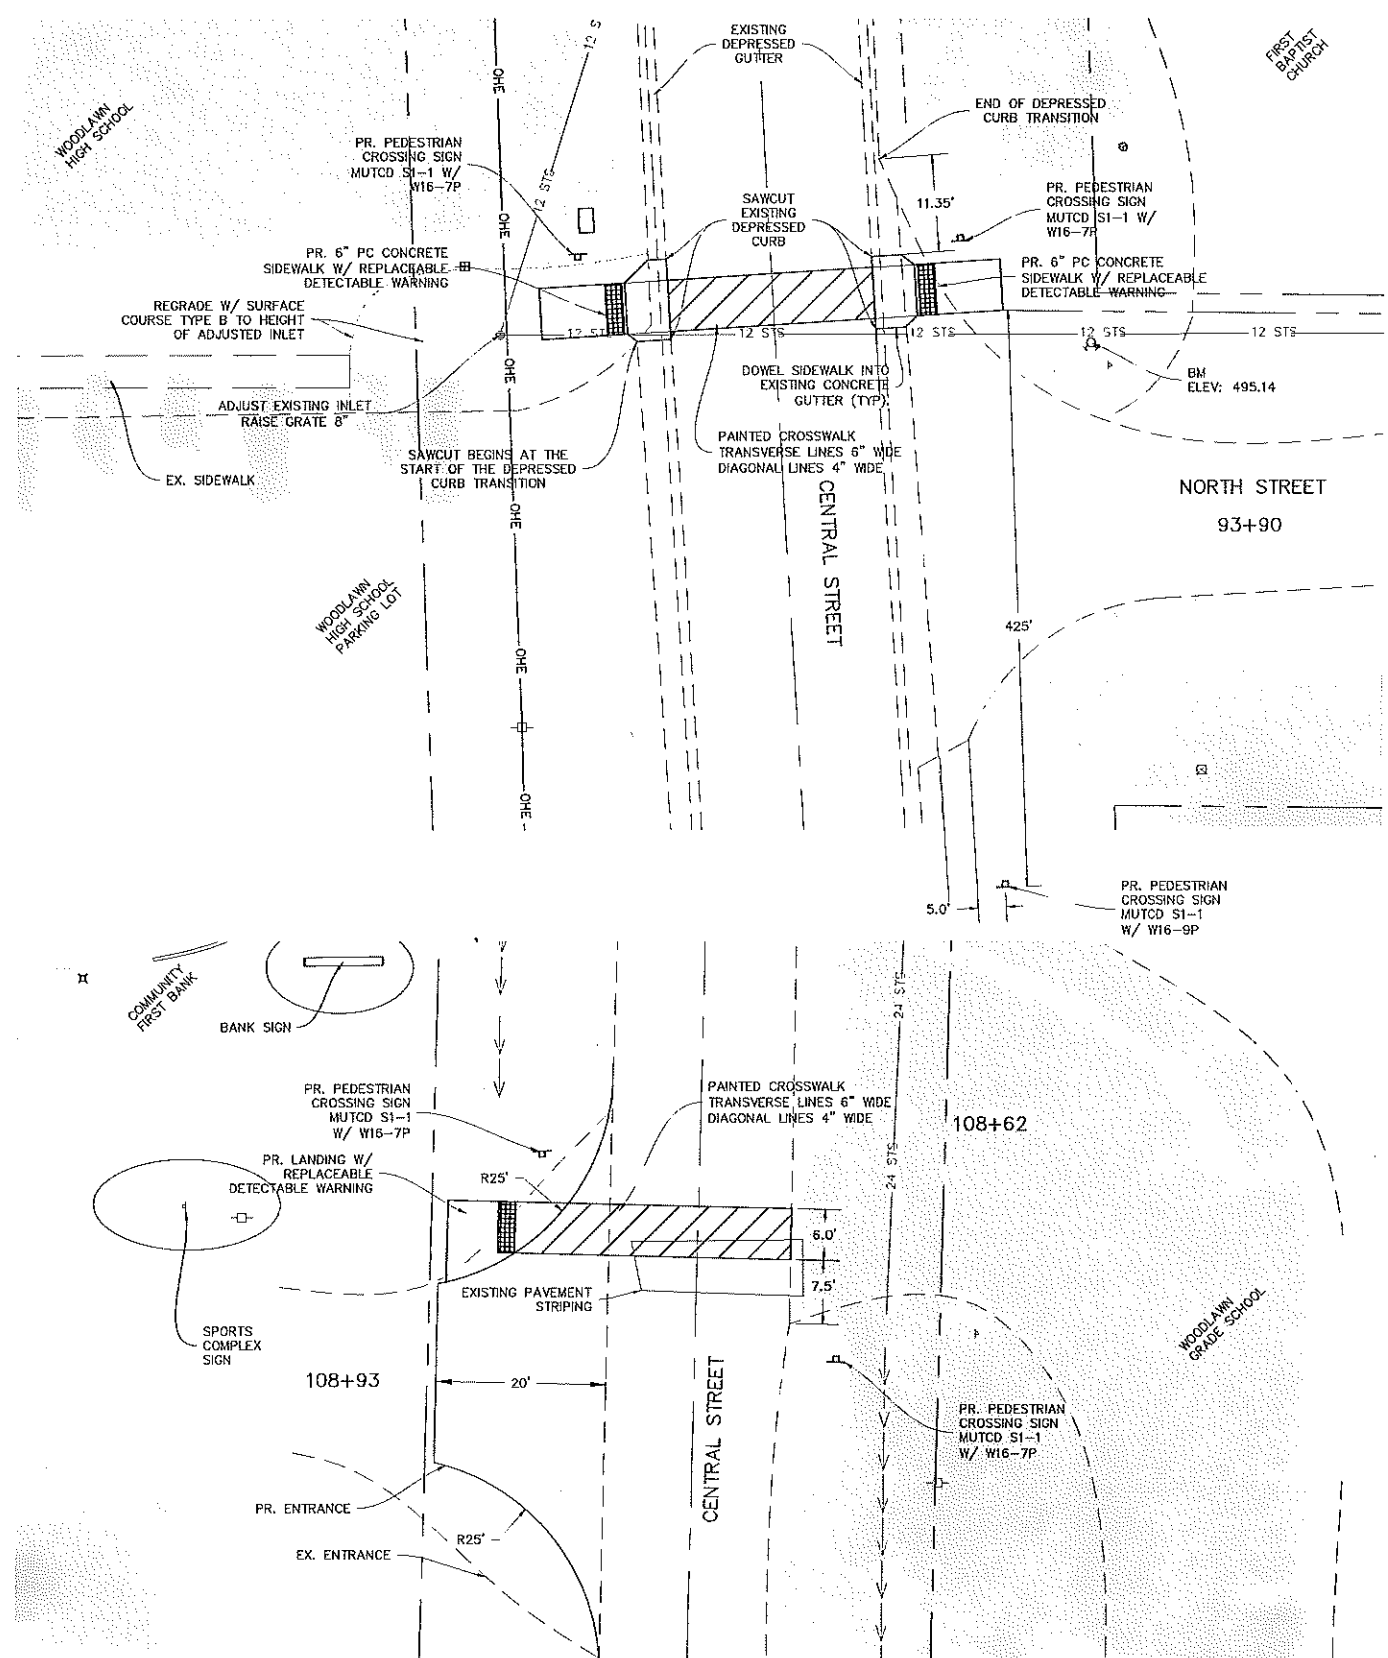 EXISTING
DEPRESSED
GUTTER
FIRST
BAPTIST
CHURCH
WOODLAWN
HIGH SCHOOL
OHE
12 S
END OF DEPRESSED
CURB TRANSITION
PR. PEDESTRIAN
CROSSING SIGN
MUTCD S1-1 W/
W16-7P
12 STS
SAWCUT
EXISTING
DEPRESSED
CURB
11.35'
PR. PEDESTRIAN
CROSSING SIGN
MUTCD S1-1 W/
W16-7P
OHE
PR. 6" PC CONCRETE
SIDEWALK W/ REPLACEABLE
DETECTABLE WARNING
PR. 6" PC CONCRETE
SIDEWALK W/ REPLACEABLE
DETECTABLE WARNING
REGRADE W/ SURFACE
COURSE TYPE B TO HEIGHT
OF ADJUSTED INLET
12 STS
12 STS
12 STS
12 STS
12 STS
OHE
DOWEL SIDEWALK INTO
EXISTING CONCRETE
GUTTER (TYP)
BM
ELEV: 495.14
ADJUST EXISTING INLET
RAISE GRATE 8"
PAINTED CROSSWALK
TRANSVERSE LINES 6" WIDE
DIAGONAL LINES 4" WIDE
SAWCUT BEGINS AT THE
START OF THE DEPRESSED
CURB TRANSITION
EX. SIDEWALK
NORTH STREET
93+90
OHE
CENTRAL STREET
WOODLAWN
HIGH SCHOOL
PARKING LOT
425'
OHE
OHE
5.0'
PR. PEDESTRIAN
CROSSING SIGN
MUTCD S1-1
W/ W16-9P
COMMUNITY
FIRST BANK
BANK SIGN
24 STS
PR. PEDESTRIAN
CROSSING SIGN
MUTCD S1-1
W/ W16-7P
PAINTED CROSSWALK
TRANSVERSE LINES 6" WIDE
DIAGONAL LINES 4" WIDE
108+62
PR. LANDING W/
REPLACEABLE
DETECTABLE WARNING
R25'
24 STS
6.0'
7.5'
EXISTING PAVEMENT
STRIPING
SPORTS
COMPLEX
SIGN
WOODLAWN
GRADE SCHOOL
108+93
20'
CENTRAL STREET
PR. PEDESTRIAN
CROSSING SIGN
MUTCD S1-1
W/ W16-7P
PR. ENTRANCE
R25'
EX. ENTRANCE